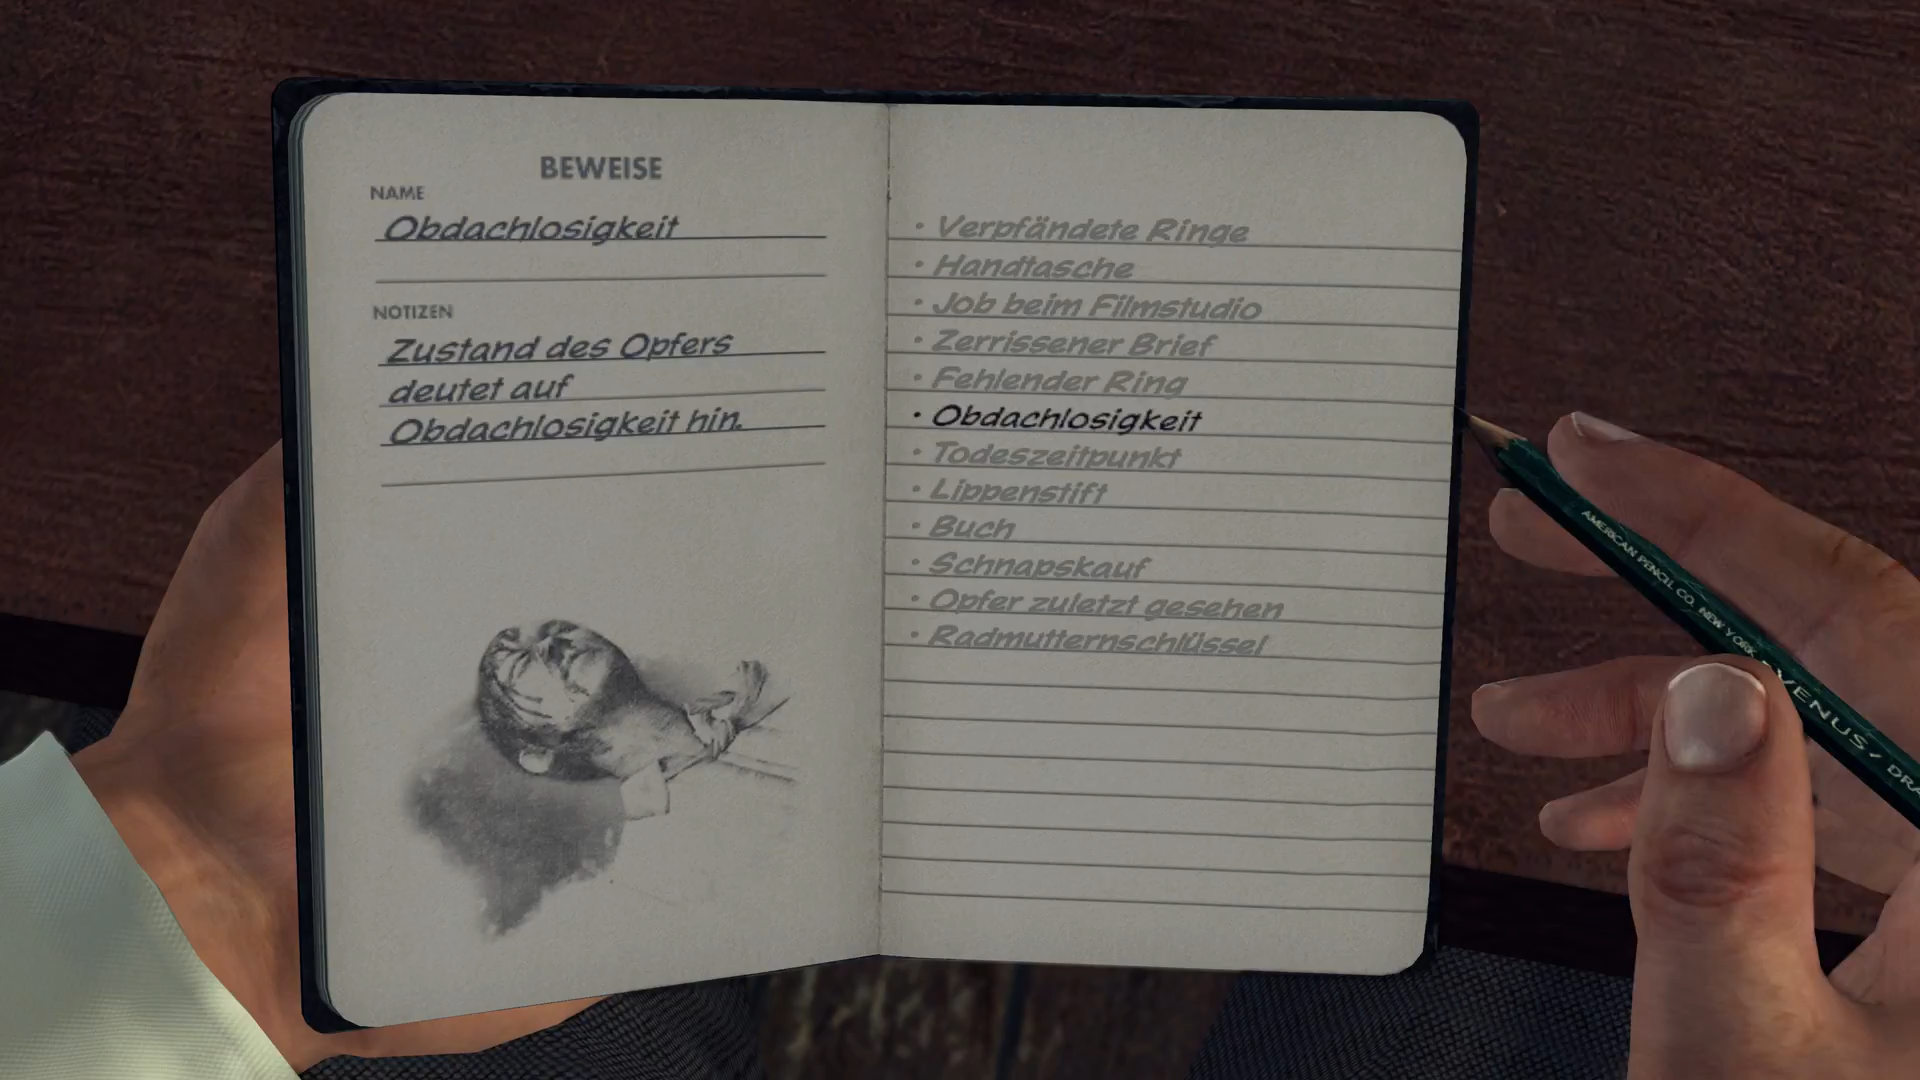 BEWEISE
NAME
Obdachlosigkeit
NOTIZEN
Zustand des Opfers
deutet auf
Obdachlosigkeit hin.
• Verpfändete Ringe
• Handtasche
• Job beim Filmstudio
• Zerrissener Brief
• Fehlender Ring
• Obdachlosigkeit
• Todeszeitpunkt
• Lippenstift
• Buch
• Schnapskauf
• Opfer zuletzt gesehen
• Radmutternschlüssel
AMERICAN PENCIL CO. NEW YORK VENUS